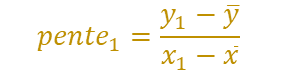 pente₁ = (y₁ − ȳ) / (x₁ − x̄)